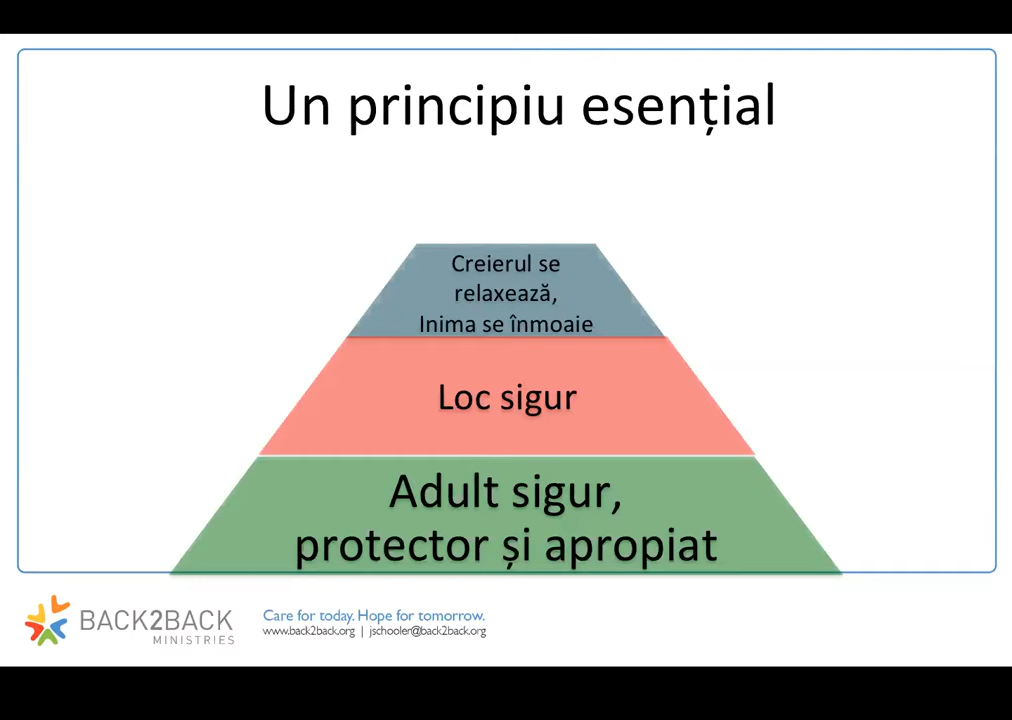 Un principiu esențial
Creierul se
relaxează,
Inima se înmoaie
Loc sigur
Adult sigur,
protector și apropiat
BACK2BACK
MINISTRIES
Care for today. Hope for tomorrow.
www.back2back.org | jschooler@back2back.org